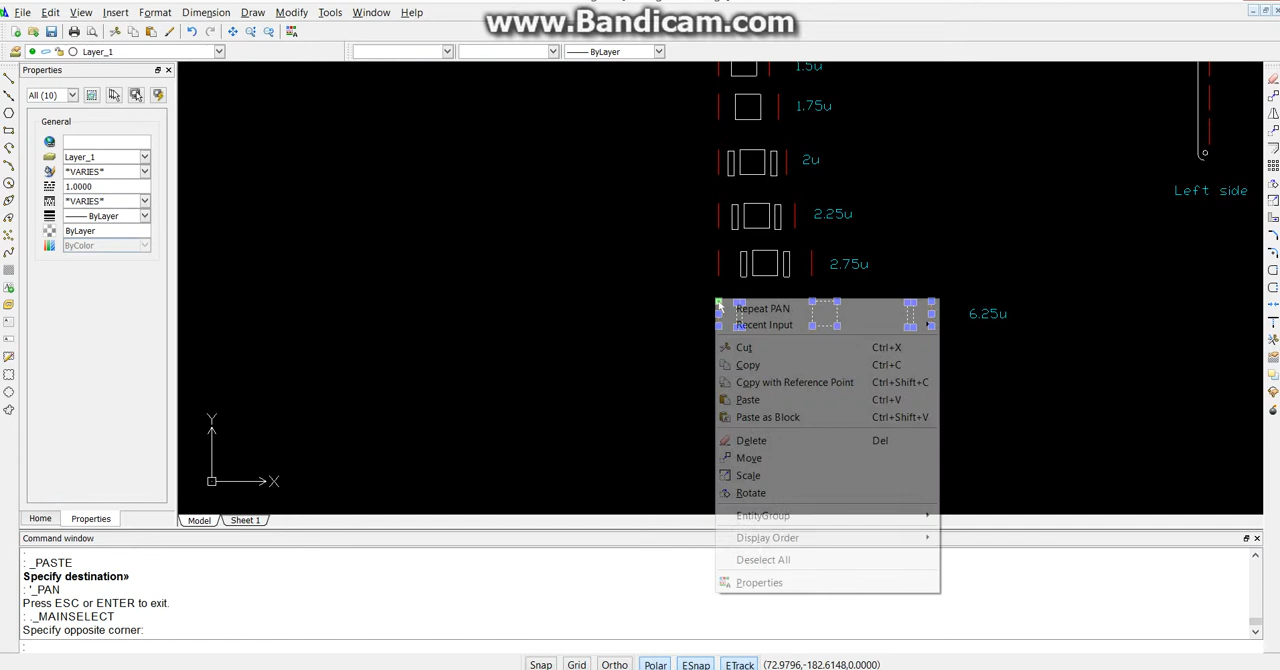 www.Bandicam.com
File Edit View Insert Format Dimension Draw Modify Tools Window Help
Layer_1
ByLayer
Properties
All (10)
General
Layer_1
*VARIES*
1.0000
*VARIES*
ByLayer
ByLayer
ByColor
1.5u
1.75u
2u
2.25u
2.75u
6.25u
Left side
Repeat PAN
Recent Input
Cut Ctrl+X
Copy Ctrl+C
Copy with Reference Point Ctrl+Shift+C
Paste Ctrl+V
Paste as Block Ctrl+Shift+V
Delete Del
Move
Scale
Rotate
EntityGroup
Display Order
Deselect All
Properties
Y
X
Home Properties
Model Sheet 1
Command window
:
: _PASTE
Specify destination»
: '_PAN
Press ESC or ENTER to exit.
: ._MAINSELECT
Specify opposite corner:
:
Snap Grid Ortho Polar ESnap ETrack (72.9796,-182.6148,0.0000)